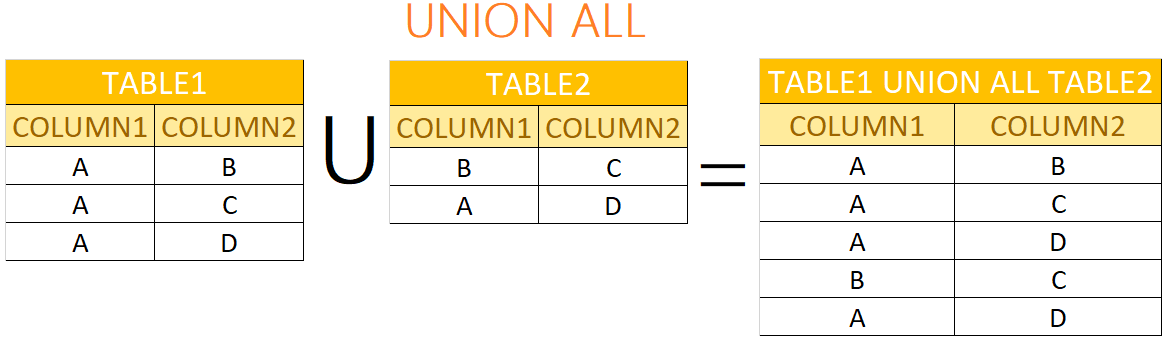 UNION ALL
TABLE1
COLUMN1 COLUMN2
A B
A C
A D
U
TABLE2
COLUMN1 COLUMN2
B C
A D
=
TABLE1 UNION ALL TABLE2
COLUMN1 COLUMN2
A B
A C
A D
B C
A D